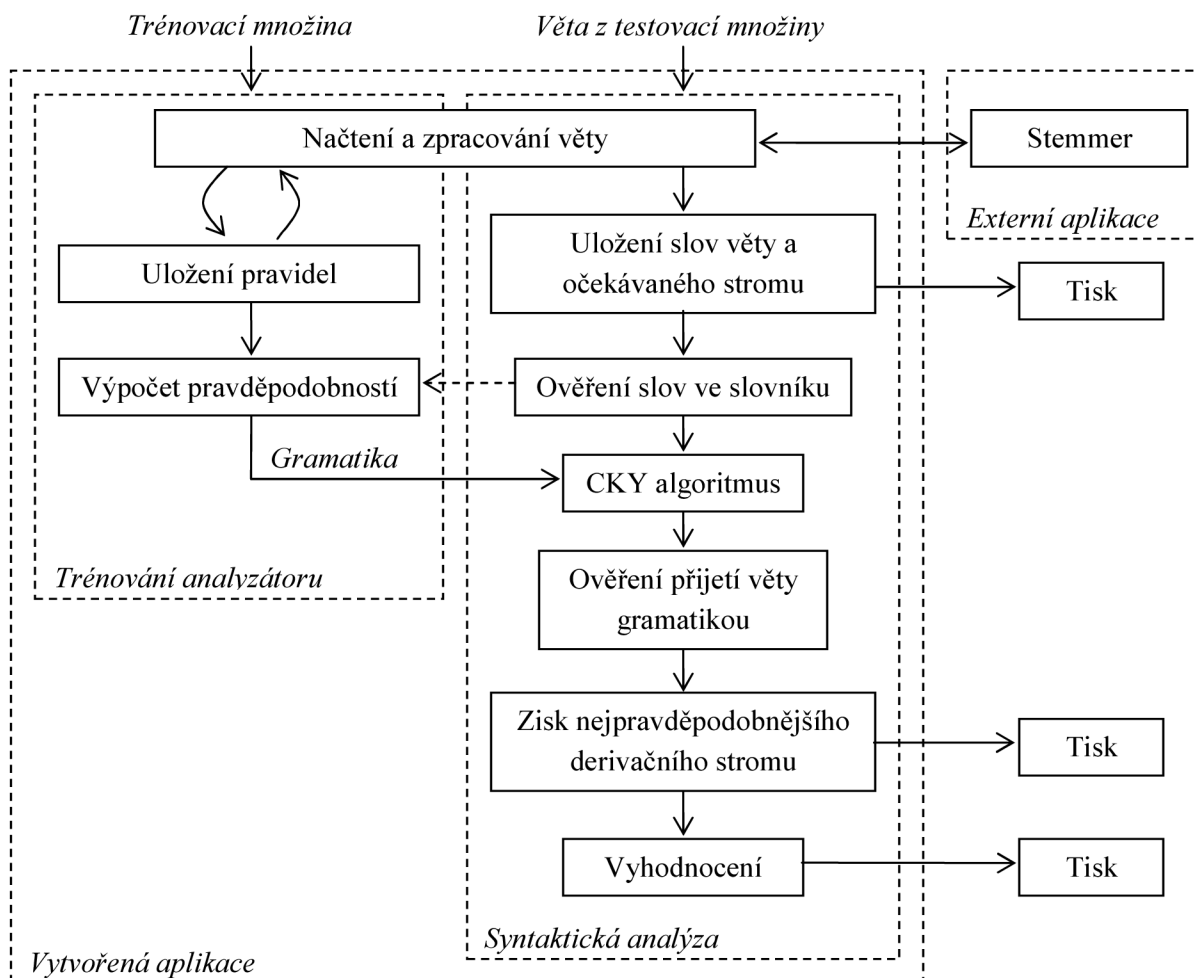 Trénovací množina
Věta z testovací množiny
Načtení a zpracování věty
Stemmer
Externí aplikace
Uložení pravidel
Uložení slov věty a
očekávaného stromu
Tisk
Výpočet pravděpodobností
Ověření slov ve slovníku
Gramatika
CKY algoritmus
Trénování analyzátoru
Ověření přijetí věty
gramatikou
Zisk nejpravděpodobnějšího
derivačního stromu
Tisk
Vyhodnocení
Tisk
Syntaktická analýza
Vytvořená aplikace